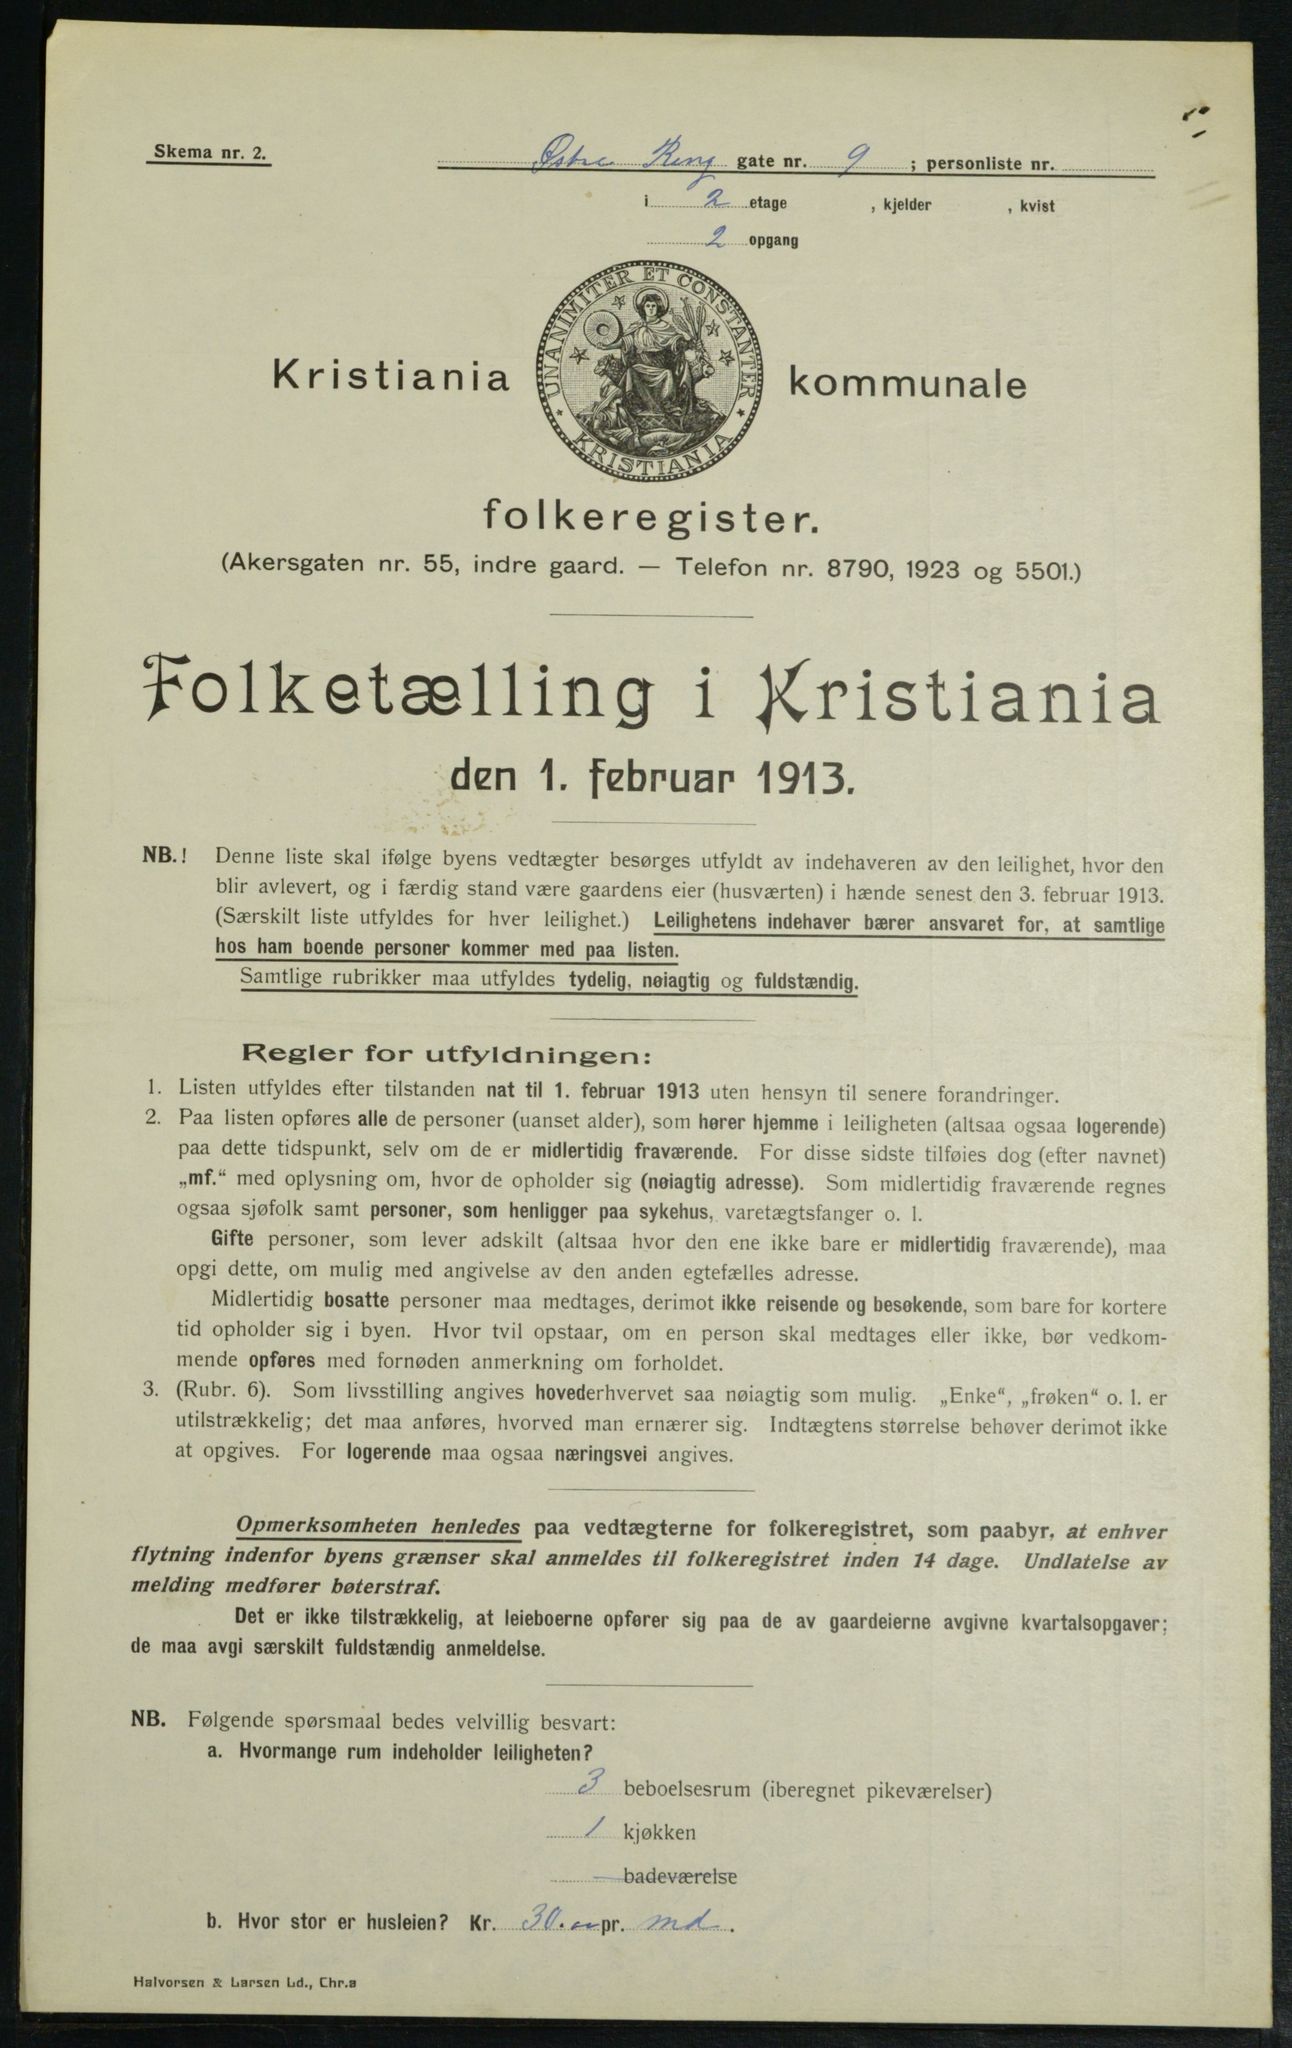 Skema nr. 2.
Østre Ring gate nr. 9 ; personliste nr.
i 2 etage , kjelder , kvist
2 opgang
UNANIMITER ET CONSTANTER
KRISTIANIA
Kristiania kommunale
folkeregister.
(Akersgaten nr. 55, indre gaard. — Telefon nr. 8790, 1923 og 5501.)
Folketælling i Kristiania
den 1. februar 1913.
NB.! Denne liste skal ifølge byens vedtægter besørges utfyldt av indehaveren av den leilighet, hvor den
blir avlevert, og i færdig stand være gaardens eier (husværten) i hænde senest den 3. februar 1913.
(Særskilt liste utfyldes for hver leilighet.) Leilighetens indehaver bærer ansvaret for, at samtlige
hos ham boende personer kommer med paa listen.
Samtlige rubrikker maa utfyldes tydelig, nøiagtig og fuldstændig.
Regler for utfyldningen:
1. Listen utfyldes efter tilstanden nat til 1. februar 1913 uten hensyn til senere forandringer.
2. Paa listen opføres alle de personer (uanset alder), som hører hjemme i leiligheten (altsaa ogsaa logerende)
paa dette tidspunkt, selv om de er midlertidig fraværende. For disse sidste tilføies dog (efter navnet)
„mf.“ med oplysning om, hvor de opholder sig (nøiagtig adresse). Som midlertidig fraværende regnes
ogsaa sjøfolk samt personer, som henligger paa sykehus, varetægtsfanger o. l.
Gifte personer, som lever adskilt (altsaa hvor den ene ikke bare er midlertidig fraværende), maa
opgi dette, om mulig med angivelse av den anden egtefælles adresse.
Midlertidig bosatte personer maa medtages, derimot ikke reisende og besøkende, som bare for kortere
tid opholder sig i byen. Hvor tvil opstaar, om en person skal medtages eller ikke, bør vedkom-
mende opføres med fornøden anmerkning om forholdet.
3. (Rubr. 6). Som livsstilling angives hovederhvervet saa nøiagtig som mulig. „Enke“, „frøken“ o. l. er
utilstrækkelig; det maa anføres, hvorved man ernærer sig. Indtægtens størrelse behøver derimot ikke
at opgives. For logerende maa ogsaa næringsvei angives.
Opmerksomheten henledes paa vedtægterne for folkeregistret, som paabyr, at enhver
flytning indenfor byens grænser skal anmeldes til folkeregistret inden 14 dage. Undlatelse av
melding medfører bøterstraf.
Det er ikke tilstrækkelig, at leieboerne opfører sig paa de av gaardeierne avgivne kvartalsopgaver;
de maa avgi særskilt fuldstændig anmeldelse.
NB. Følgende spørsmaal bedes velvillig besvart:
a. Hvormange rum indeholder leiligheten?
3 beboelsesrum (iberegnet pikeværelser)
1 kjøkken
badeværelse
b. Hvor stor er husleien? Kr. 30. pr. md.
Halvorsen & Larsen Ld., Chr.a